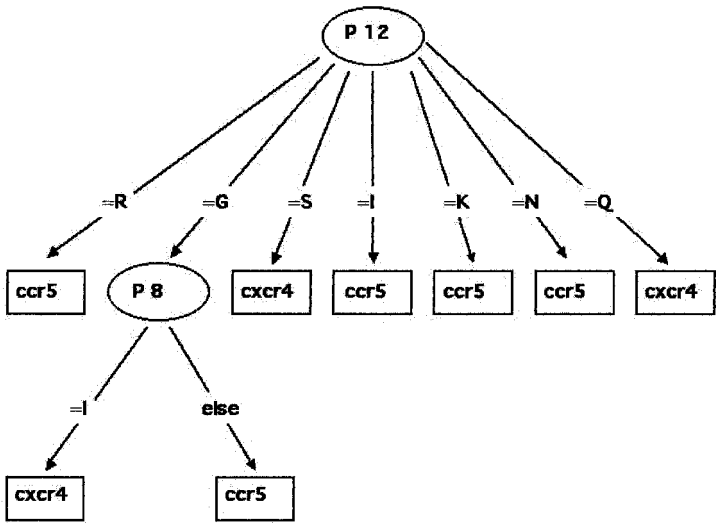 P 12
=R =G =S =I =K =N =Q
ccr5 P 8 cxcr4 ccr5 ccr5 ccr5 cxcr4
=I else
cxcr4 ccr5